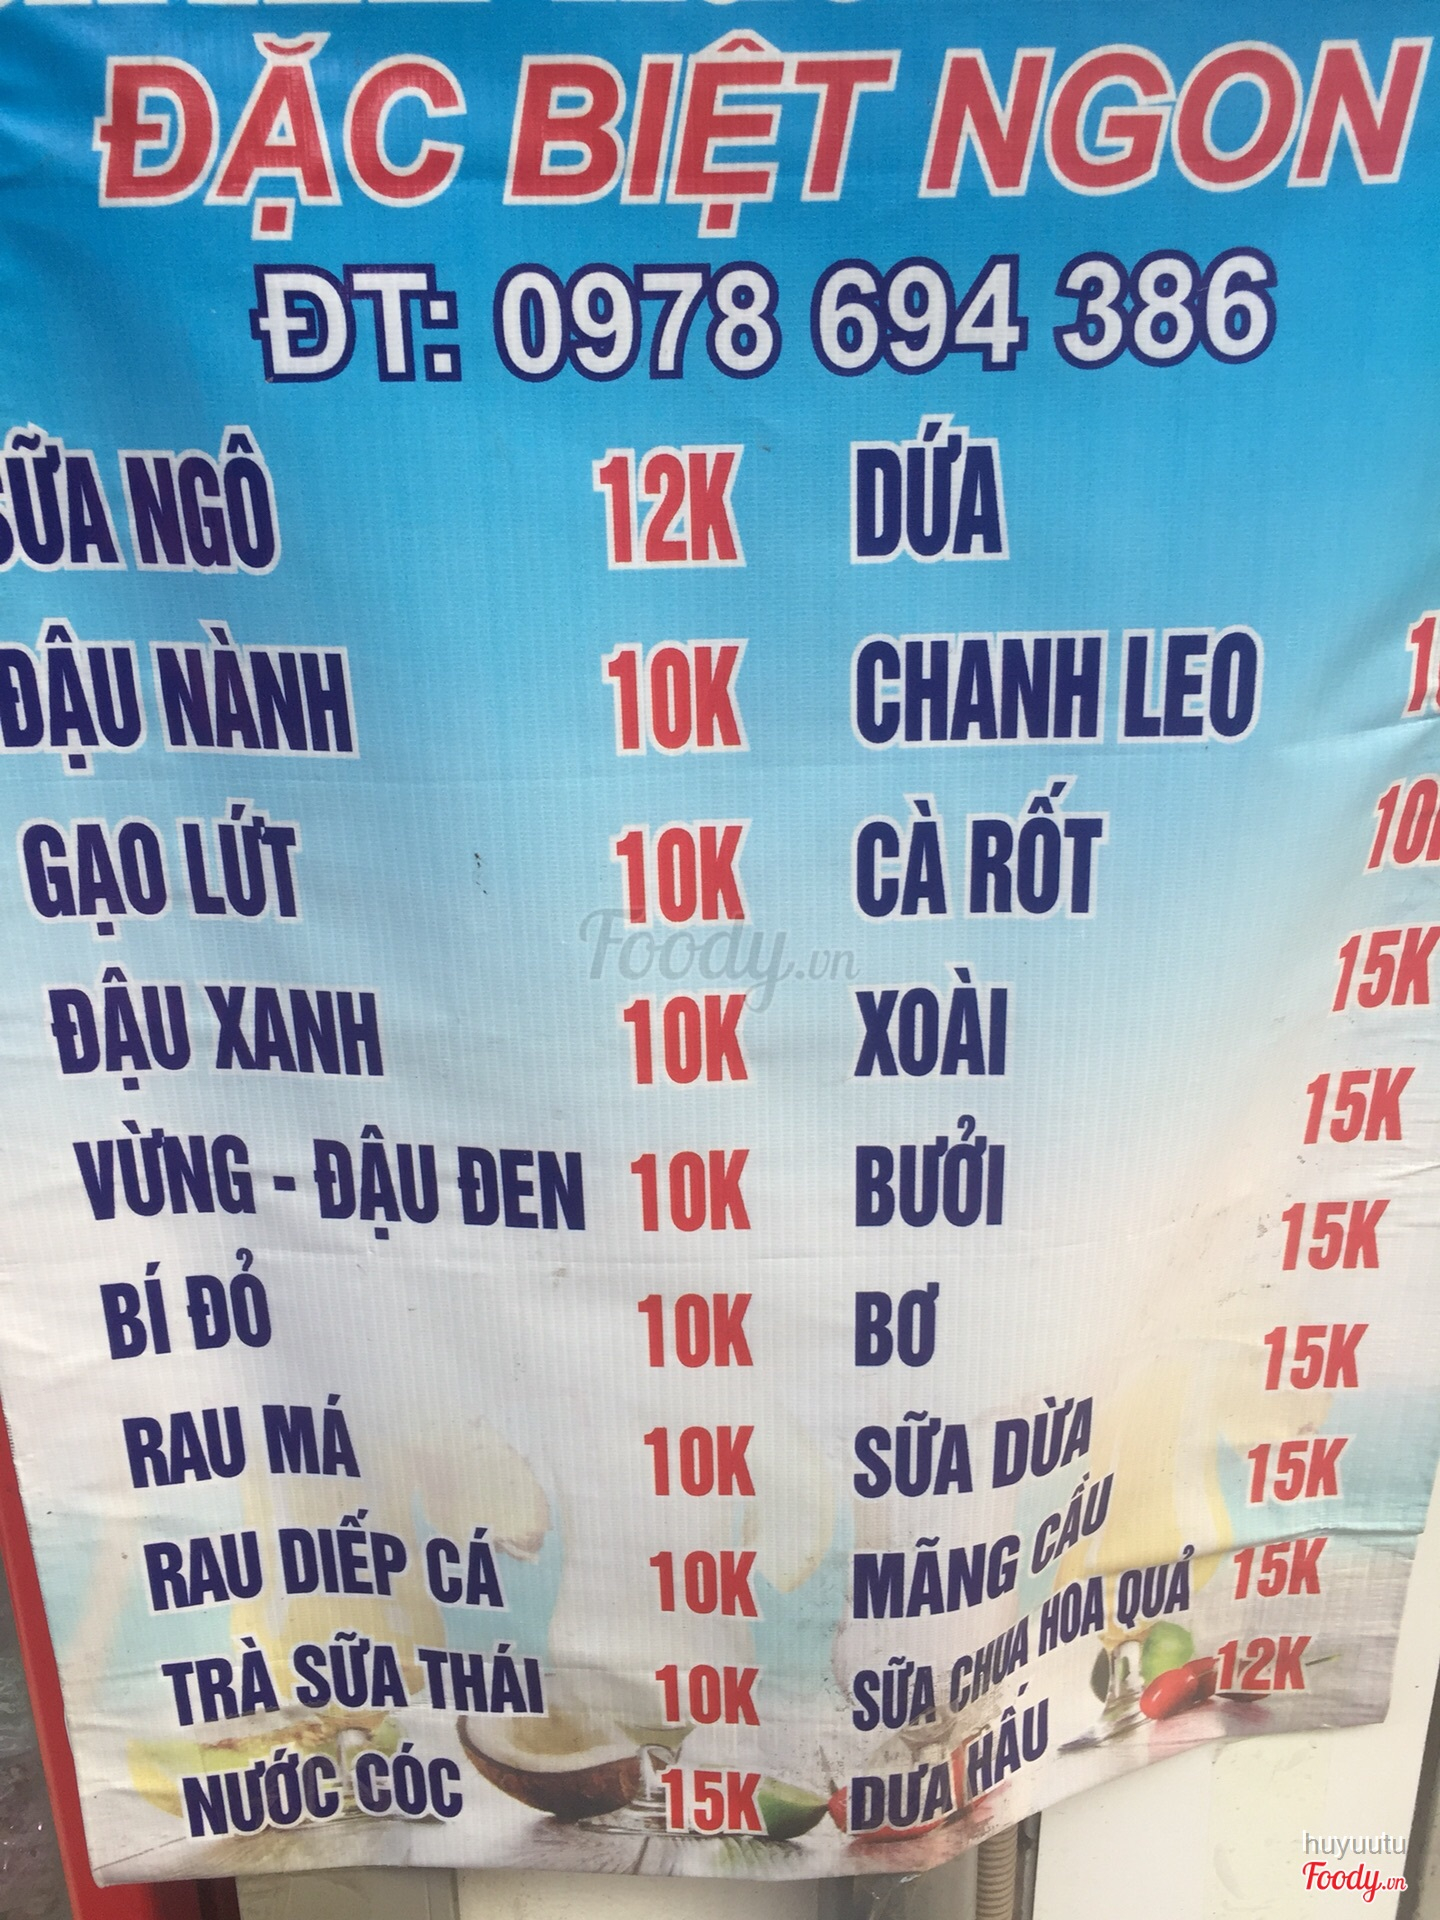 ĐẶC BIỆT NGON
ĐT: 0978 694 386
SỮA NGÔ 12K DỨA
ĐẬU NÀNH 10K CHANH LEO
GẠO LỨT 10K CÀ RỐT 10K
ĐẬU XANH 10K XOÀI 15K
VỪNG - ĐẬU ĐEN 10K BƯỞI 15K
BÍ ĐỎ 10K BƠ 15K
RAU MÁ 10K SỮA DỪA 15K
RAU DIẾP CÁ 10K MÃNG CẦU 15K
TRÀ SỮA THÁI 10K SỮA CHUA HOA QUẢ 15K
NƯỚC CÓC 15K DƯA HẤU 12K
Foody.vn
huyuutu
Foody.vn